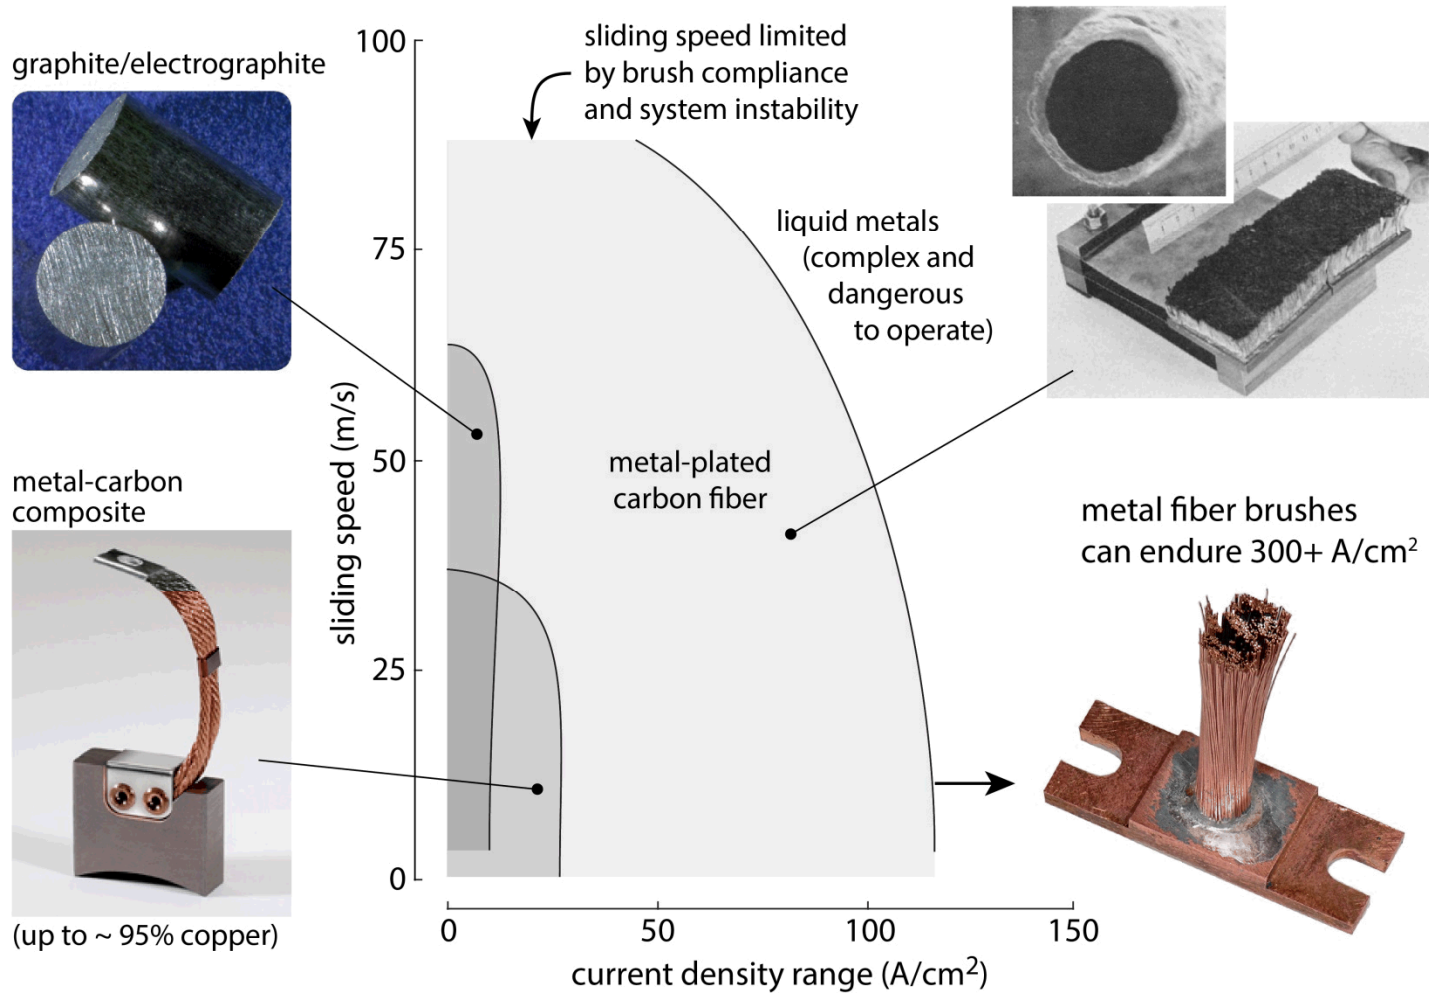 graphite/electrographite
100
sliding speed limited
by brush compliance
and system instability
75
liquid metals
(complex and
dangerous
to operate)
sliding speed (m/s)
50
metal-plated
carbon fiber
metal-carbon
composite
metal fiber brushes
can endure 300+ A/cm²
25
0
(up to ~ 95% copper)
0
50
100
150
current density range (A/cm²)